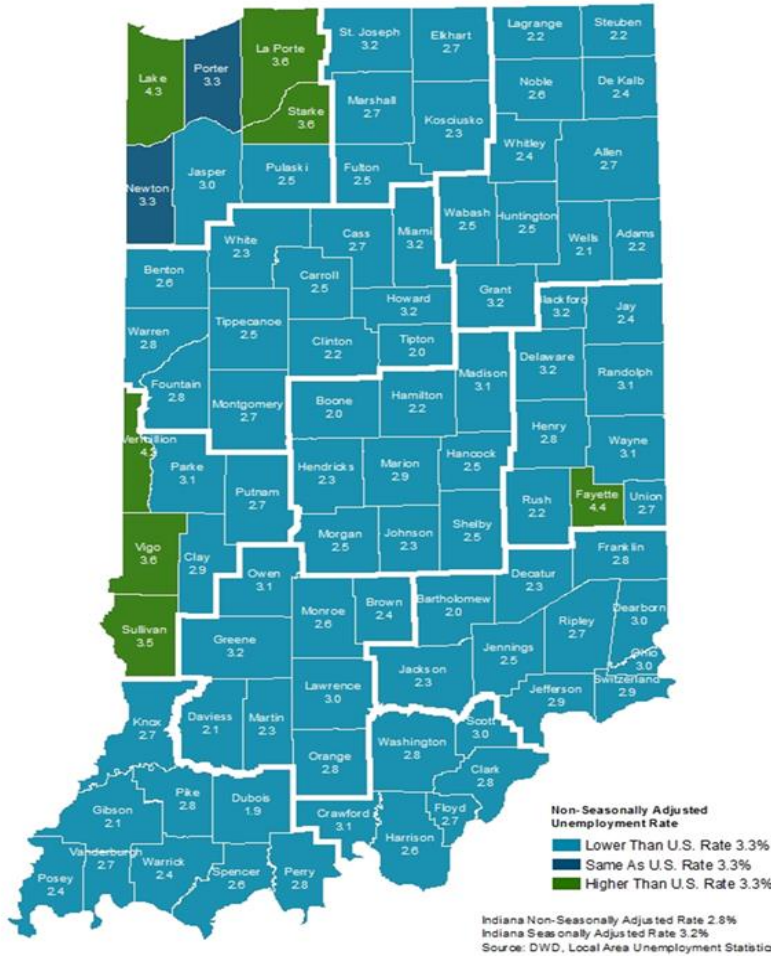 St. Joseph
3.2
Elkhart
2.7
Lagrange
2.2
Steuben
2.2
Lake
4.3
Porter
3.3
La Porte
3.6
Starke
3.6
Marshall
2.7
Kosciusko
2.3
Noble
2.6
De Kalb
2.4
Whitley
2.4
Allen
2.7
Newton
3.3
Jasper
3.0
Pulaski
2.5
Fulton
2.5
Wabash
2.5
Huntington
2.5
Wells
2.1
Adams
2.2
White
2.3
Cass
2.7
Miami
3.2
Benton
2.6
Carroll
2.5
Howard
3.2
Grant
3.2
lackford
3.2
Jay
2.4
Warren
2.8
Tippecanoe
2.5
Clinton
2.2
Tipton
2.0
Madison
3.1
Delaware
3.2
Randolph
3.1
Fountain
2.8
Montgomery
2.7
Boone
2.0
Hamilton
2.2
Henry
2.8
Wayne
3.1
Vermillion
Parke
3.1
Putnam
2.7
Hendricks
2.3
Marion
2.9
Hancock
2.5
Rush
2.2
Fayette
4.4
Union
2.7
Vigo
3.6
Clay
2.9
Morgan
2.5
Johnson
2.3
Shelby
2.5
Franklin
2.8
Owen
3.1
Monroe
2.6
Brown
2.4
Bartholomew
2.0
Decatur
2.3
Dearborn
3.0
Sullivan
3.5
Greene
3.2
Ripley
2.7
Jennings
2.5
Ohio
3.0
Switzerland
2.9
Lawrence
3.0
Jackson
2.3
Jefferson
2.9
Knox
2.7
Daviess
2.1
Martin
2.3
Orange
2.8
Washington
2.8
Scott
3.0
Clark
2.8
Gibson
2.1
Pike
2.8
Dubois
1.9
Crawford
3.1
Floyd
2.7
Harrison
2.6
Posey
2.4
Vanderburgh
2.7
Warrick
2.4
Spencer
2.6
Perry
2.8
Non-Seasonally Adjusted
Unemployment Rate
Lower Than U.S. Rate 3.3%
Same As U.S. Rate 3.3%
Higher Than U.S. Rate 3.3%
Indiana Non-Seasonally Adjusted Rate 2.8%
Indiana Seasonally Adjusted Rate 3.2%
Source: DWD, Local Area Unemployment Statistic